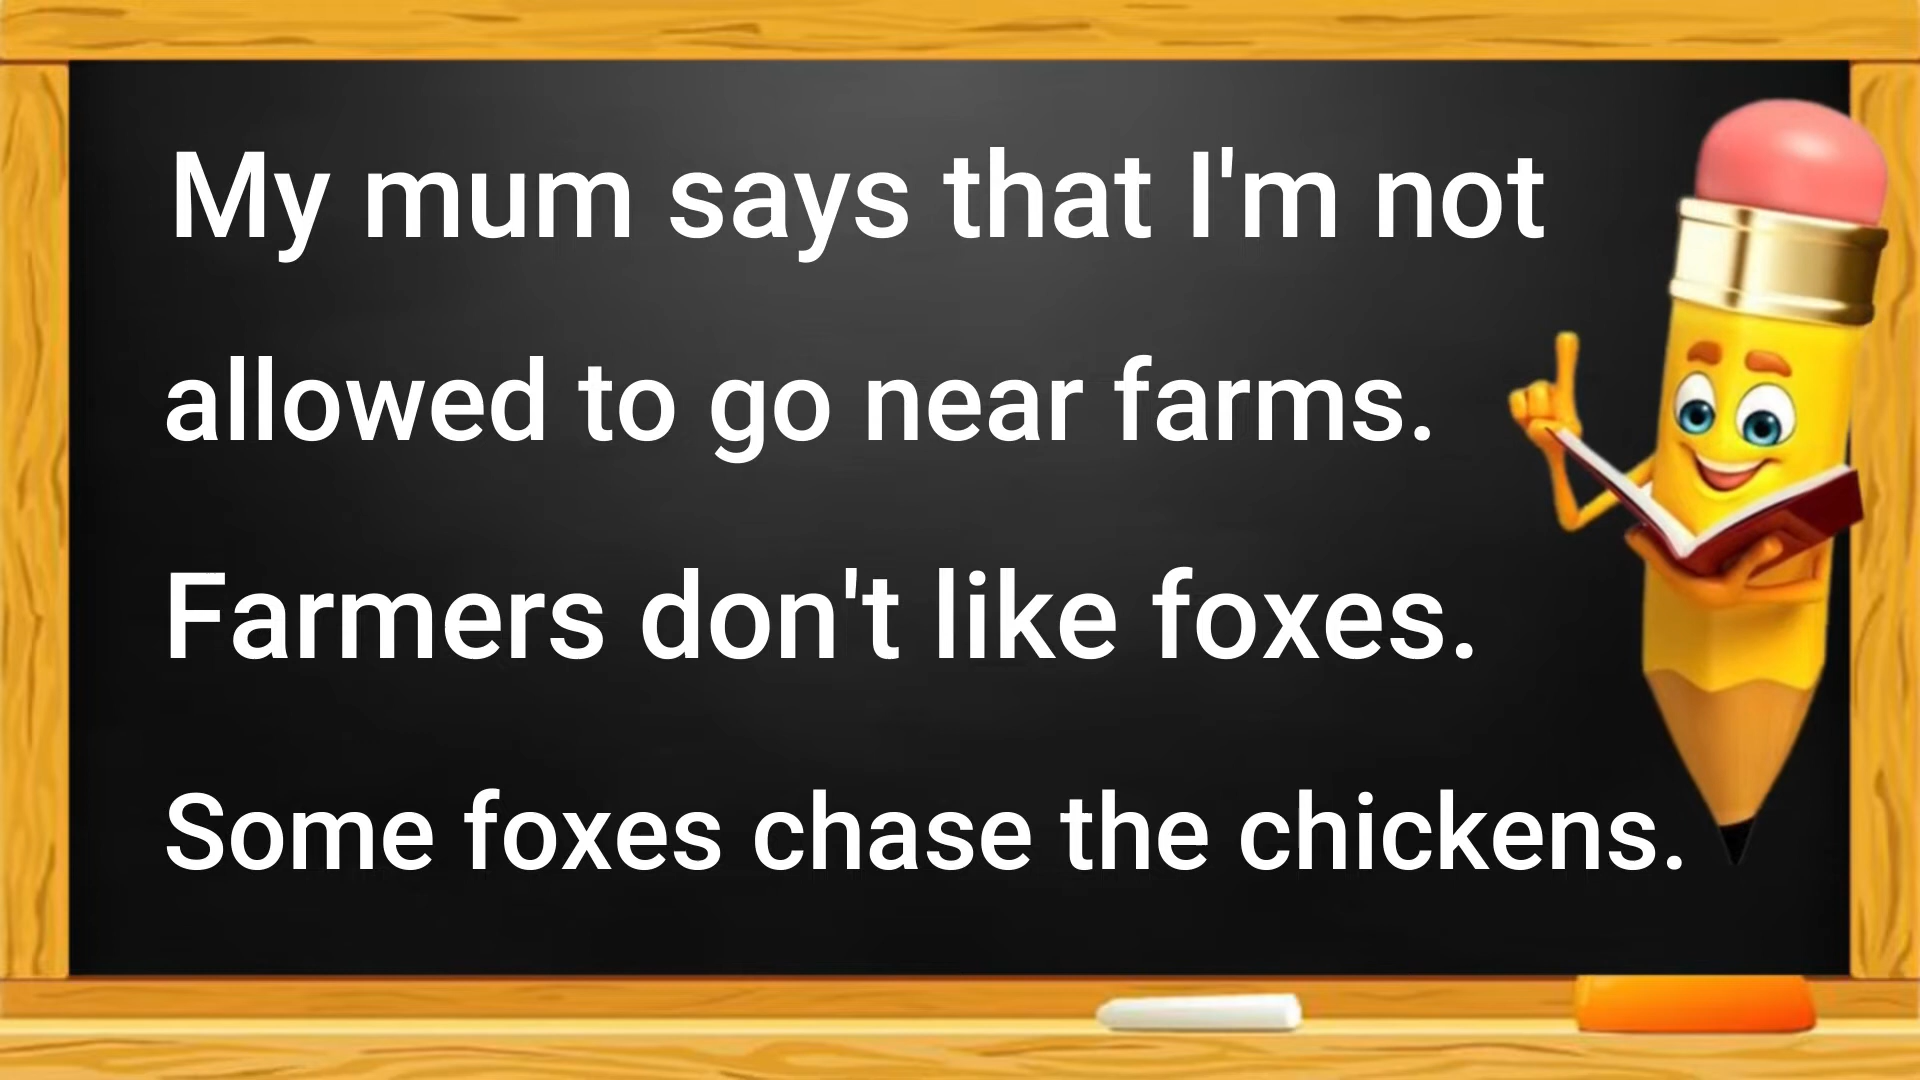 My mum says that I'm not
allowed to go near farms.
Farmers don't like foxes.
Some foxes chase the chickens.